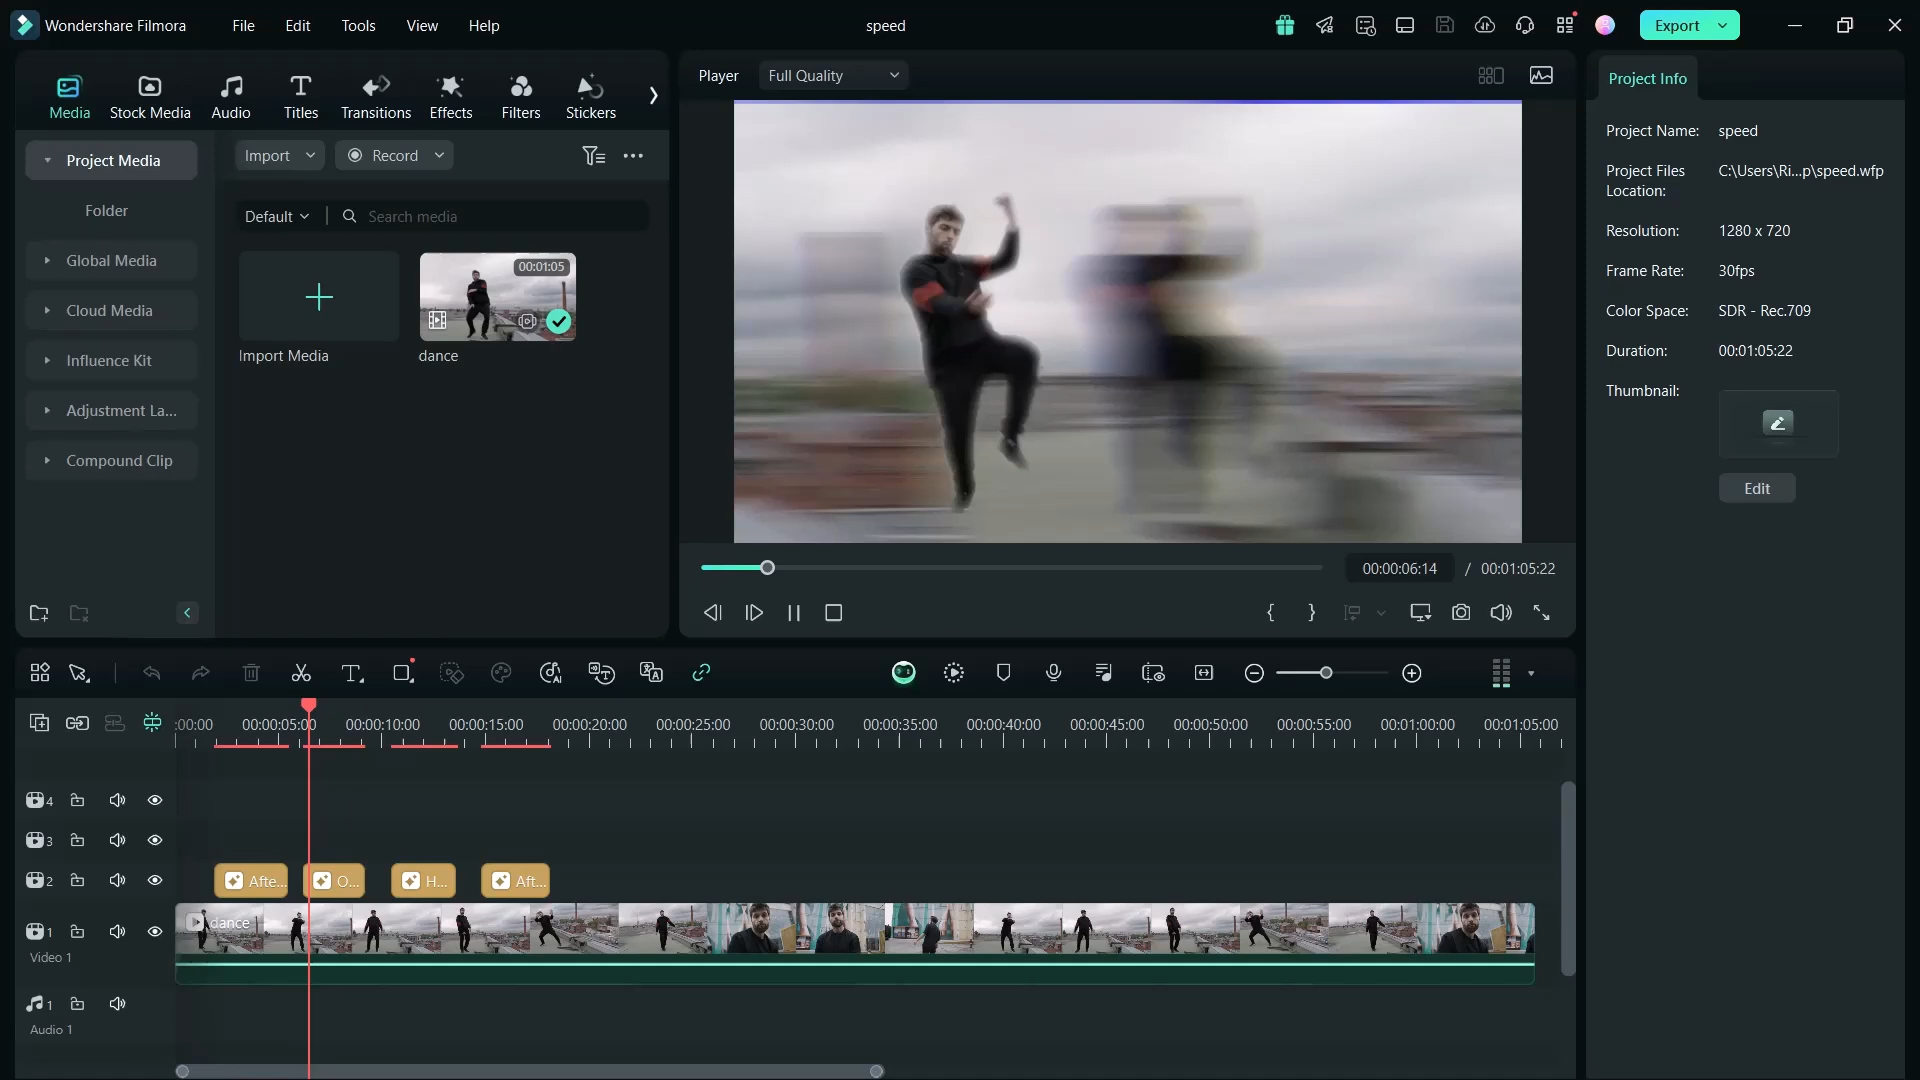 Wondershare Filmora
File Edit Tools View Help
speed
Export
Media
Stock Media
Audio
Titles
Transitions
Effects
Filters
Stickers
Project Media
Folder
Global Media
Cloud Media
Influence Kit
Adjustment La...
Compound Clip
Import
Record
Default
Search media
Import Media
00:01:05
dance
Player
Full Quality
00:00:06:14 / 00:01:05:22
{ }
Project Info
Project Name: speed
Project Files Location: C:\Users\Ri...p\speed.wfp
Resolution: 1280 x 720
Frame Rate: 30fps
Color Space: SDR - Rec.709
Duration: 00:01:05:22
Thumbnail:
Edit
:00:00 00:00:05:00 00:00:10:00 00:00:15:00 00:00:20:00 00:00:25:00 00:00:30:00 00:00:35:00 00:00:40:00 00:00:45:00 00:00:50:00 00:00:55:00 00:01:00:00 00:01:05:00
4
3
2
Afte... O... H... Aft...
1
dance
Video 1
1
Audio 1